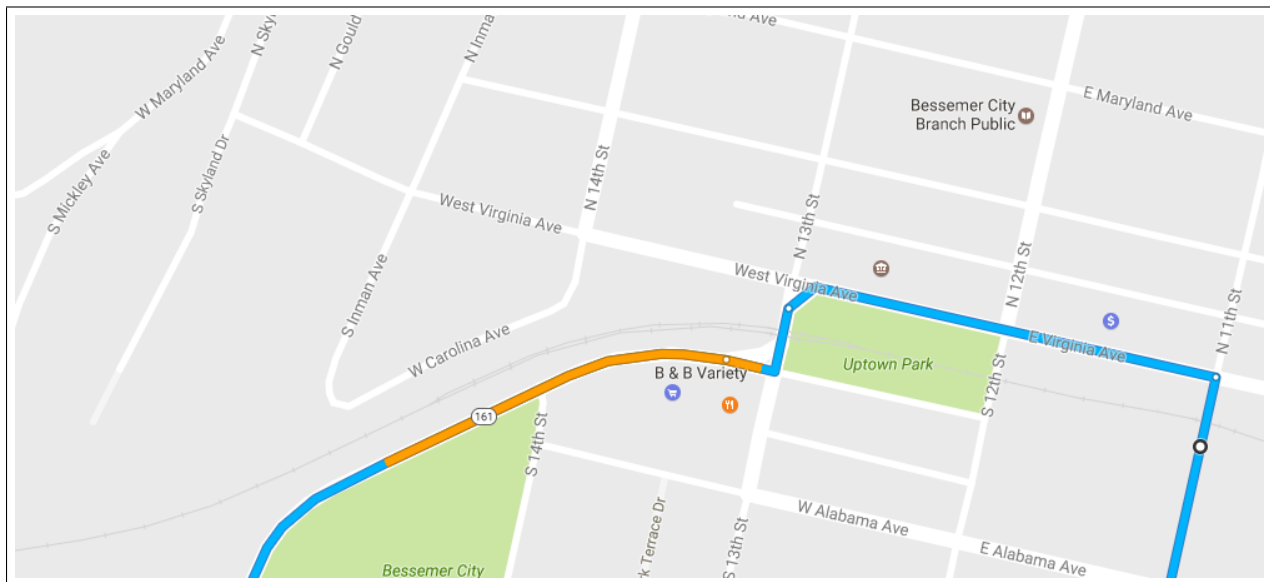 W Maryland Ave
N Gould
E Maryland Ave
Bessemer City
Branch Public
S Mickley Ave
S Skyland Dr
N 14th St
West Virginia Ave
N 13th St
West Virginia Ave
N 12th St
N 11th St
S Inman Ave
$
E Virginia Ave
W Carolina Ave
B & B Variety
Uptown Park
S 12th St
161
S 14th St
W Alabama Ave
E Alabama Ave
S 13th St
Terrace Dr
Bessemer City